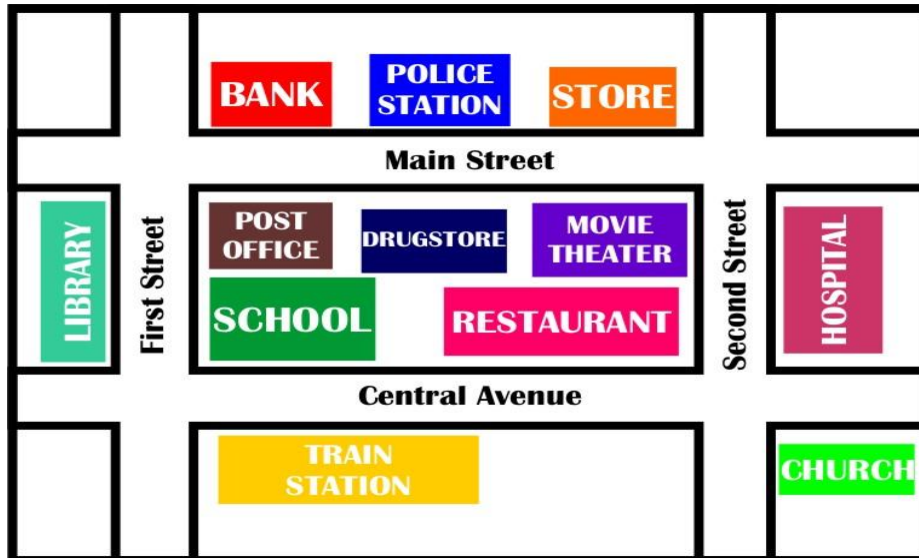 BANK
POLICE
STATION
STORE
Main Street
LIBRARY
First Street
POST
OFFICE
DRUGSTORE
MOVIE
THEATER
SCHOOL
RESTAURANT
Second Street
HOSPITAL
Central Avenue
TRAIN
STATION
CHURCH